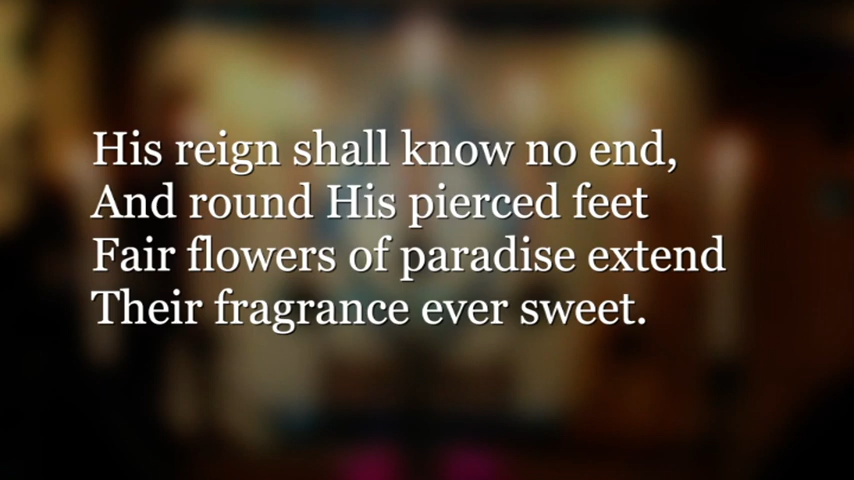 His reign shall know no end,
And round His pierced feet
Fair flowers of paradise extend
Their fragrance ever sweet.